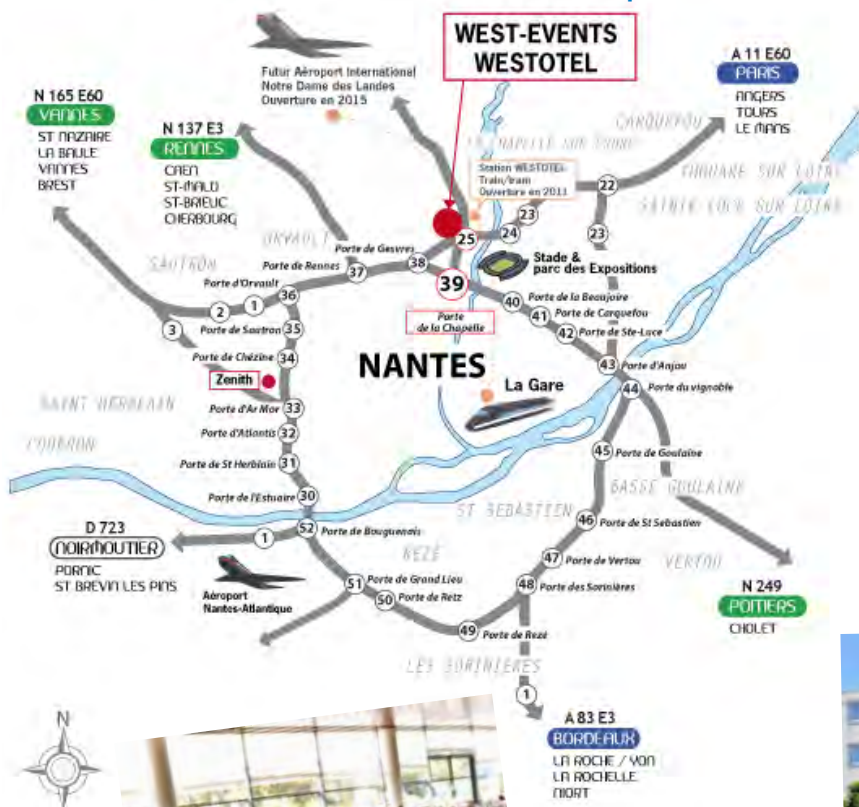 WEST-EVENTS
WESTOTEL
A 11 E60
PARIS
ANGERS
TOURS
LE MANS
Futur Aéroport International
Notre Dame des Landes
Ouverture en 2015
N 165 E60
VANNES
ST NAZAIRE
LA BAULE
VANNES
BREST
N 137 E3
RENNES
CAEN
ST-MALO
ST-BRIEUC
CHERBOURG
CARQUEFOU
LA CHAPELLE SUR ERDRE
Station WESTOTEL
Train/tram
Ouverture en 2011
THOUARE SUR LOIRE
SAINTE LUCE SUR LOIRE
22
23
23
24
25
ORVAULT
SAUTRON
Porte de Gesvres
38
Porte de Rennes
37
Porte d'Orvault
36
1
2
3
39
Porte
de la Chapelle
Stade &
parc des Expositions
40
Porte de la Beaujoire
41
Porte de Carquefou
42
Porte de Ste-Luce
43
Porte d'Anjou
44
Porte du vignoble
Porte de Sautron
35
Porte de Chézine
34
Zenith
NANTES
La Gare
Porte d'Ar Mor
33
Porte d'Atlantis
32
Porte de St Herblain
31
Porte de l'Estuaire
30
SAINT HERBLAIN
COUERON
45
Porte de Goulaine
BASSE GOULAINE
ST SEBASTIEN
46
Porte de St Sebastien
47
Porte de Vertou
VERTOU
48
Porte des Sorinières
52
Porte de Bouguenais
REZÉ
D 723
NOIRMOUTIER
PORNIC
ST BREVIN LES PINS
1
Aéroport
Nantes-Atlantique
51
Porte de Grand Lieu
50
Porte de Retz
49
Porte de Rezé
LES SORINIERES
N 249
POITIERS
CHOLET
1
A 83 E3
BORDEAUX
LA ROCHE / YON
LA ROCHELLE
NIORT
N